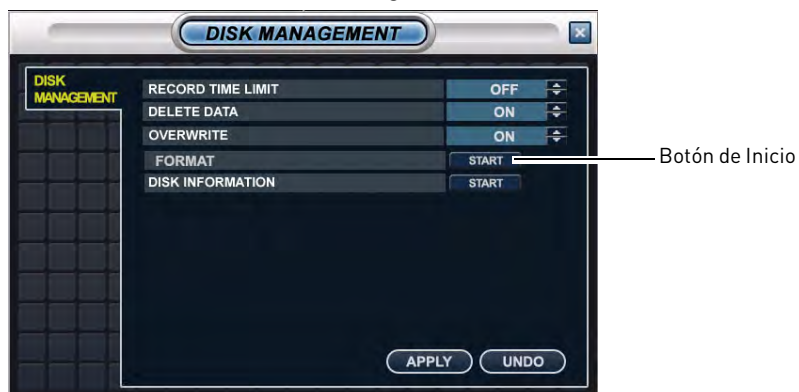 DISK MANAGEMENT
DISK
MANAGEMENT
RECORD TIME LIMIT OFF
DELETE DATA ON
OVERWRITE ON
FORMAT START
Botón de Inicio
DISK INFORMATION START
APPLY UNDO